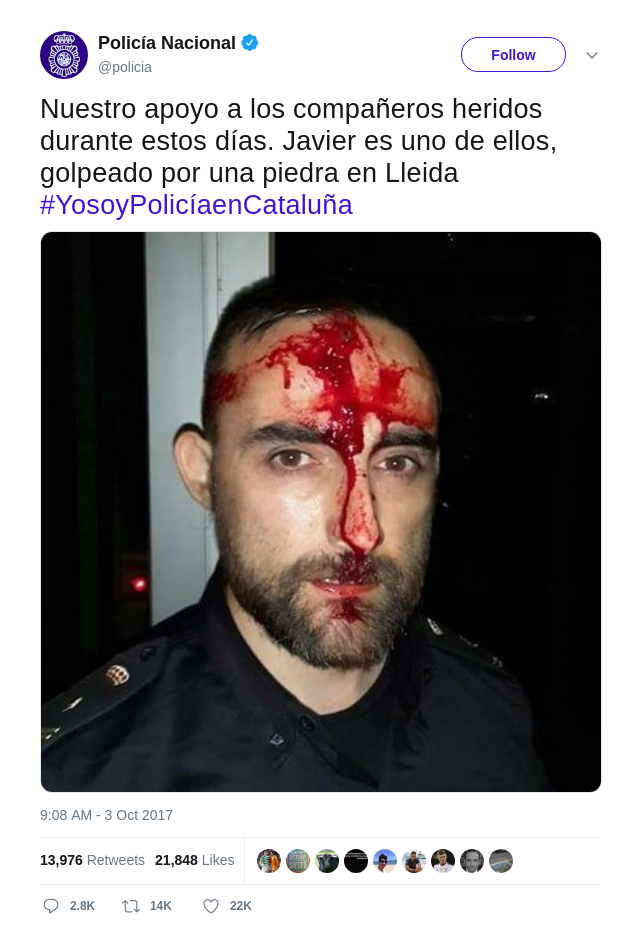 Policía Nacional
@policia
Follow
Nuestro apoyo a los compañeros heridos
durante estos días. Javier es uno de ellos,
golpeado por una piedra en Lleida
#YosoyPolicíaenCataluña
9:08 AM - 3 Oct 2017
13,976 Retweets 21,848 Likes
2.8K 14K 22K